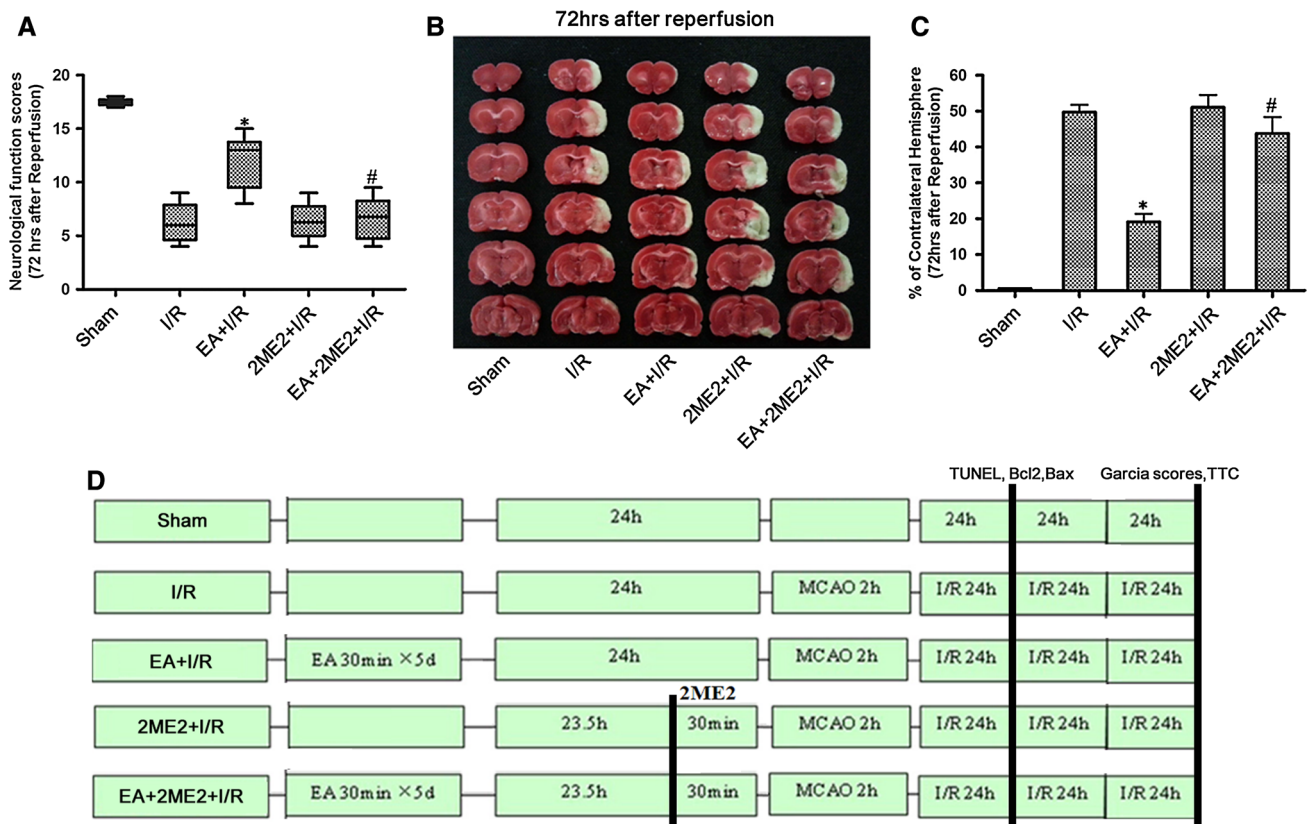 A
Neurological function scores
(72 hrs after Reperfusion)
20
15
10
5
0
*
#
Sham
I/R
EA+I/R
2ME2+I/R
EA+2ME2+I/R
B
72hrs after reperfusion
Sham
I/R
EA+I/R
2ME2+I/R
EA+2ME2+I/R
C
% of Contralateral Hemisphere
(72hrs after Reperfusion)
60
50
40
30
20
10
0
*
#
Sham
I/R
EA+I/R
2ME2+I/R
EA+2ME2+I/R
D
TUNEL, Bcl2,Bax
Garcia scores,TTC
Sham
24h
24h
24h
24h
I/R
24h
MCAO 2h
I/R 24h
I/R 24h
I/R 24h
EA+I/R
EA 30min ×5d
24h
MCAO 2h
I/R 24h
I/R 24h
I/R 24h
2ME2
2ME2+I/R
23.5h
30min
MCAO 2h
I/R 24h
I/R 24h
I/R 24h
EA+2ME2+I/R
EA 30min ×5d
23.5h
30min
MCAO 2h
I/R 24h
I/R 24h
I/R 24h